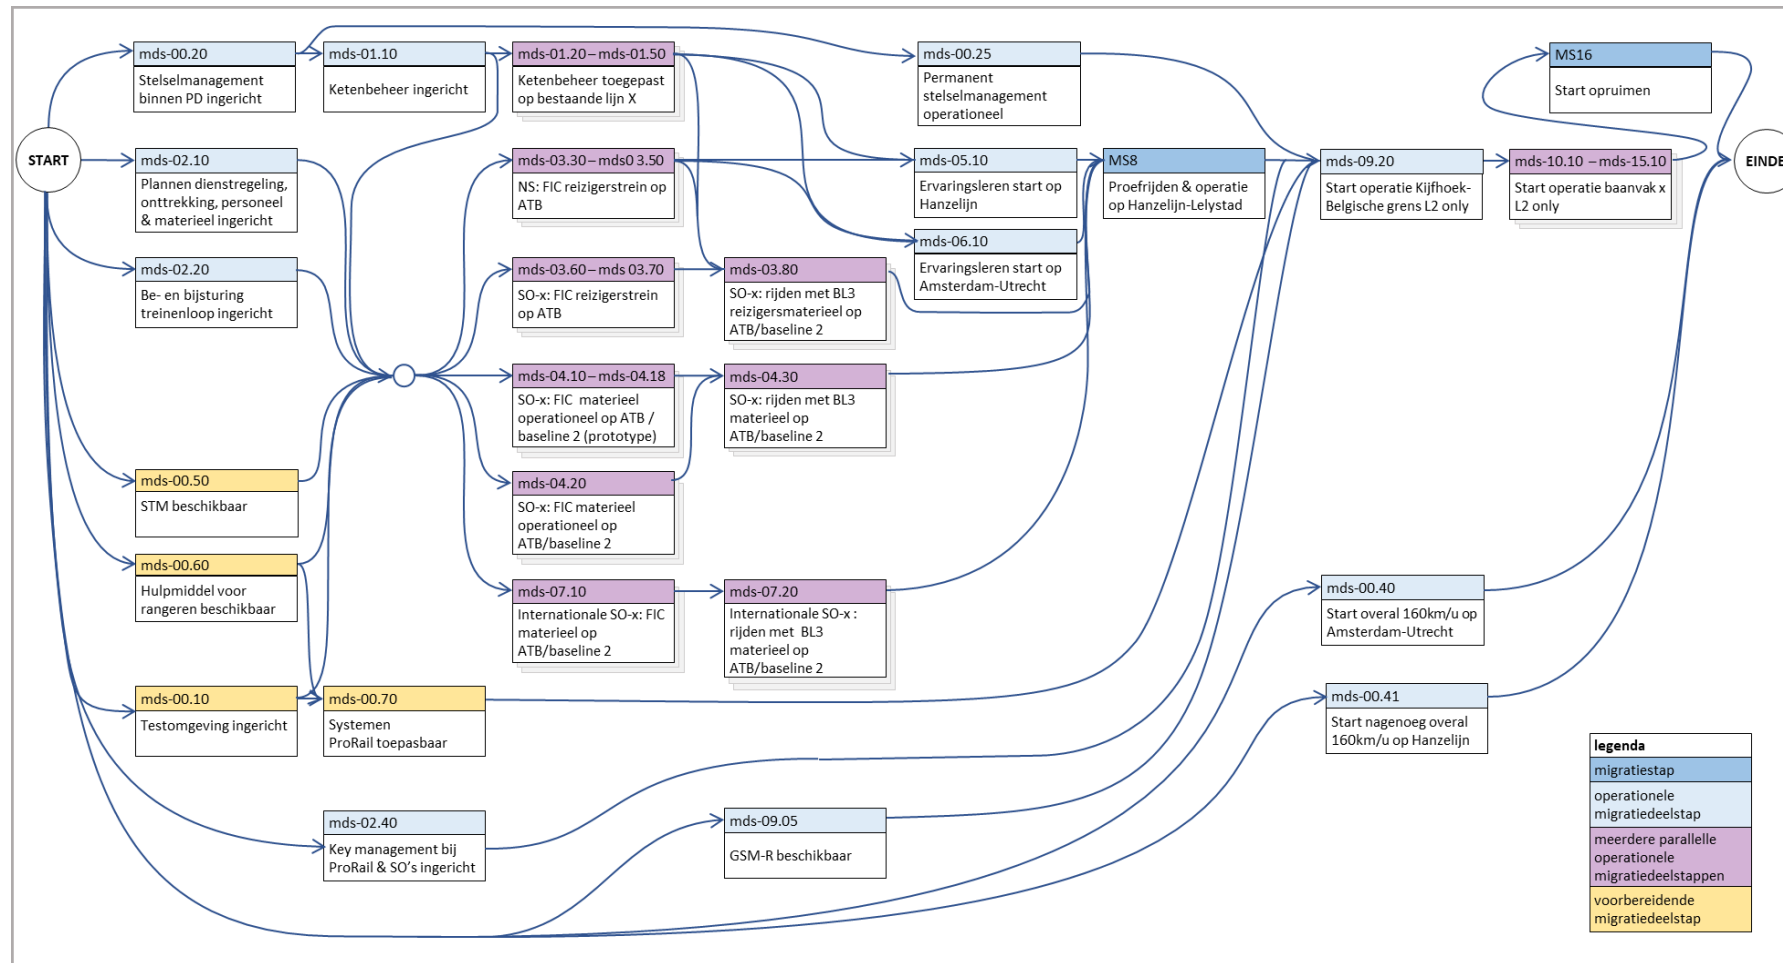 START
mds-00.20
Stelselmanagement
binnen PD ingericht
mds-01.10
Ketenbeheer ingericht
mds-01.20 – mds-01.50
Ketenbeheer toegepast
op bestaande lijn X
mds-00.25
Permanent
stelselmanagement
operationeel
MS16
Start opruimen
EINDE
mds-02.10
Plannen dienstregeling,
onttrekking, personeel
& materieel ingericht
mds-03.30 – mds0 3.50
NS: FIC reizigerstrein op
ATB
mds-05.10
Ervaringsleren start op
Hanzelijn
MS8
Proefrijden & operatie
op Hanzelijn-Lelystad
mds-09.20
Start operatie Kijfhoek-
Belgische grens L2 only
mds-10.10 – mds-15.10
Start operatie baanvak x
L2 only
mds-02.20
Be- en bijsturing
treinenloop ingericht
mds-03.60 – mds 03.70
SO-x: FIC reizigerstrein
op ATB
mds-03.80
SO-x: rijden met BL3
reizigersmaterieel op
ATB/baseline 2
mds-06.10
Ervaringsleren start op
Amsterdam-Utrecht
mds-04.10 – mds-04.18
SO-x: FIC  materieel
operationeel op ATB /
baseline 2 (prototype)
mds-04.30
SO-x: rijden met BL3
materieel op
ATB/baseline 2
mds-00.50
STM beschikbaar
mds-04.20
SO-x: FIC materieel
operationeel op
ATB/baseline 2
mds-00.60
Hulpmiddel voor
rangeren beschikbaar
mds-07.10
Internationale SO-x: FIC
materieel op
ATB/baseline 2
mds-07.20
Internationale SO-x :
rijden met  BL3
materieel op
ATB/baseline 2
mds-00.40
Start overal 160km/u op
Amsterdam-Utrecht
mds-00.10
Testomgeving ingericht
mds-00.70
Systemen
ProRail toepasbaar
mds-00.41
Start nagenoeg overal
160km/u op Hanzelijn
mds-02.40
Key management bij
ProRail & SO's ingericht
mds-09.05
GSM-R beschikbaar
legenda
migratiestap
operationele
migratiedeelstap
meerdere parallelle
operationele
migratiedeelstappen
voorbereidende
migratiedeelstap